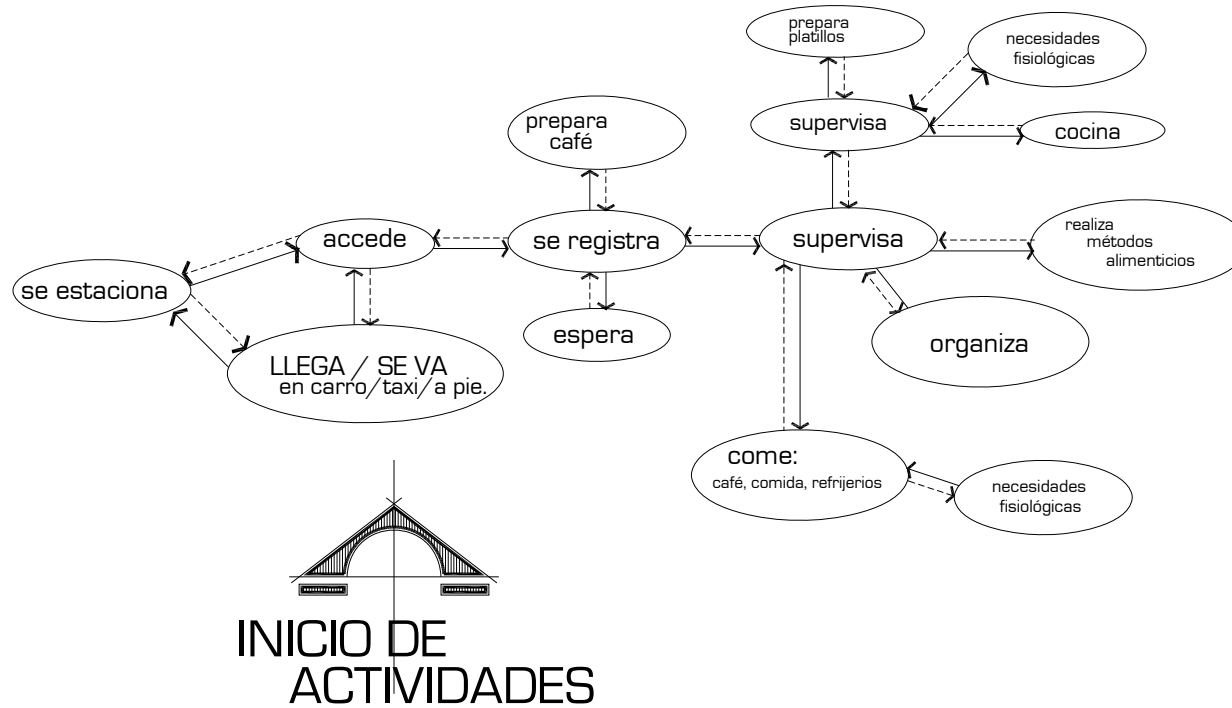 prepara
platillos
necesidades
fisiológicas
prepara
café
supervisa
cocina
accede
se registra
supervisa
realiza
métodos
alimenticios
se estaciona
espera
organiza
LLEGA / SE VA
en carro/taxi/a pie.
come:
café, comida, refrijerios
necesidades
fisiológicas
INICIO DE
ACTIVIDADES